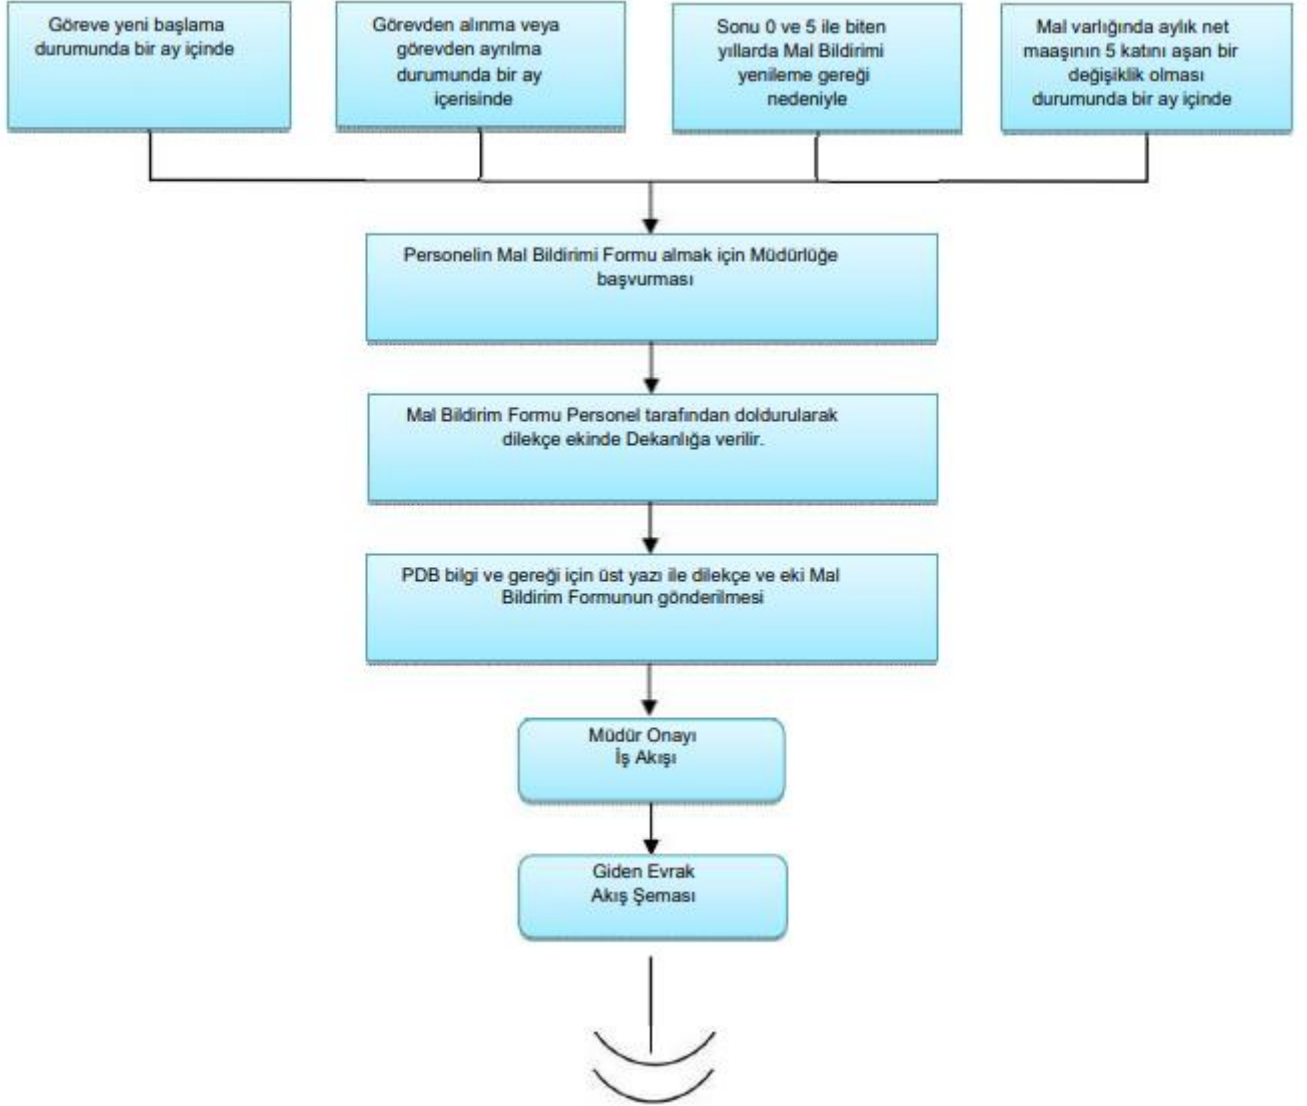 Göreve yeni başlama
durumunda bir ay içinde
Görevden alınma veya
görevden ayrılma
durumunda bir ay
içerisinde
Sonu 0 ve 5 ile biten
yıllarda Mal Bildirimi
yenileme gereği
nedeniyle
Mal varlığında aylık net
maaşının 5 katını aşan bir
değişiklik olması
durumunda bir ay içinde
Personelin Mal Bildirimi Formu almak için Müdürlüğe
başvurması
Mal Bildirim Formu Personel tarafından doldurularak
dilekçe ekinde Dekanlığa verilir.
PDB bilgi ve gereği için üst yazı ile dilekçe ve eki Mal
Bildirim Formunun gönderilmesi
Müdür Onayı
İş Akışı
Giden Evrak
Akış Şeması